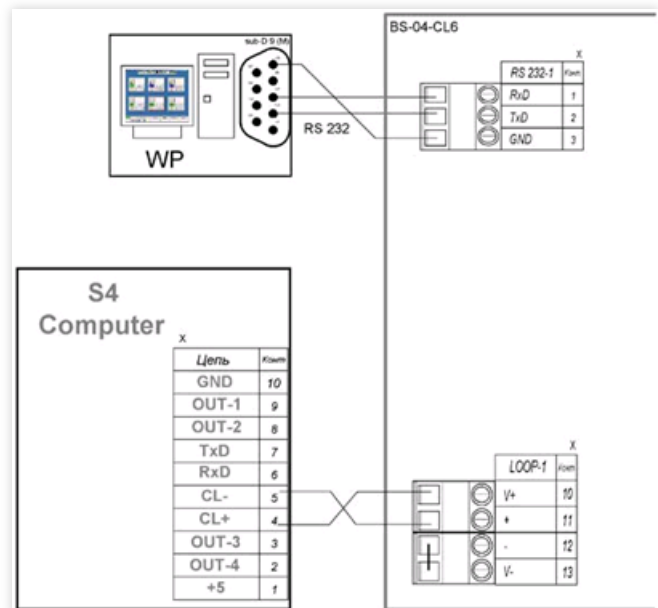 BS-04-CL6
sub-D 9 (M)
X
RS 232-1 Конт
RxD 1
TxD 2
GND 3
RS 232
WP
S4
Computer
X
Цепь Конт
GND 10
OUT-1 9
OUT-2 8
TxD 7
RxD 6
CL- 5
CL+ 4
OUT-3 3
OUT-4 2
+5 1
X
LOOP-1 Конт
V+ 10
+ 11
- 12
V- 13